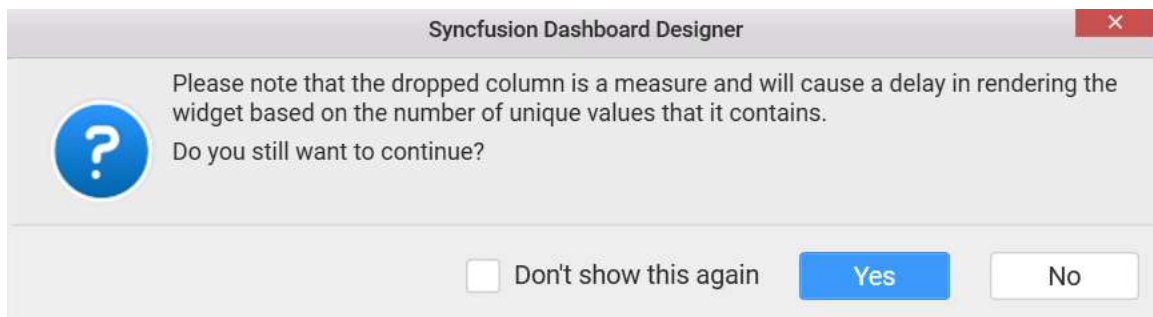 Syncfusion Dashboard Designer
Please note that the dropped column is a measure and will cause a delay in rendering the
widget based on the number of unique values that it contains.
Do you still want to continue?
Don't show this again
Yes
No